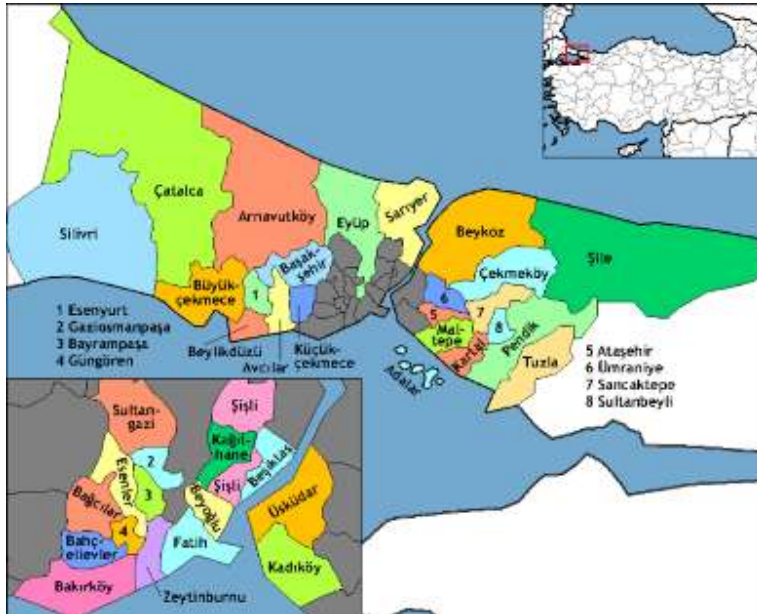 Çatalca
Silivri
Arnavutköy
Eyüp
Sarıyer
Beykoz
Şile
Çekmeköy
Büyük-
çekmece
Başak-
şehir
1
6
5
7
8
Mal-
tepe
Kartal
Pendik
Tuzla
Beylikdüzü
Avcılar
Küçük-
çekmece
Adalar
1 Esenyurt
2 Gaziosmanpaşa
3 Bayrampaşa
4 Güngören
5 Ataşehir
6 Ümraniye
7 Sancaktepe
8 Sultanbeyli
Sultan-
gazi
Şişli
Kağıt-
hane
Beşiktaş
Şişli
Esenler
2
3
Beyoğlu
Üsküdar
Bağcılar
4
Bahç-
elievler
Fatih
Kadıköy
Bakırköy
Zeytinburnu